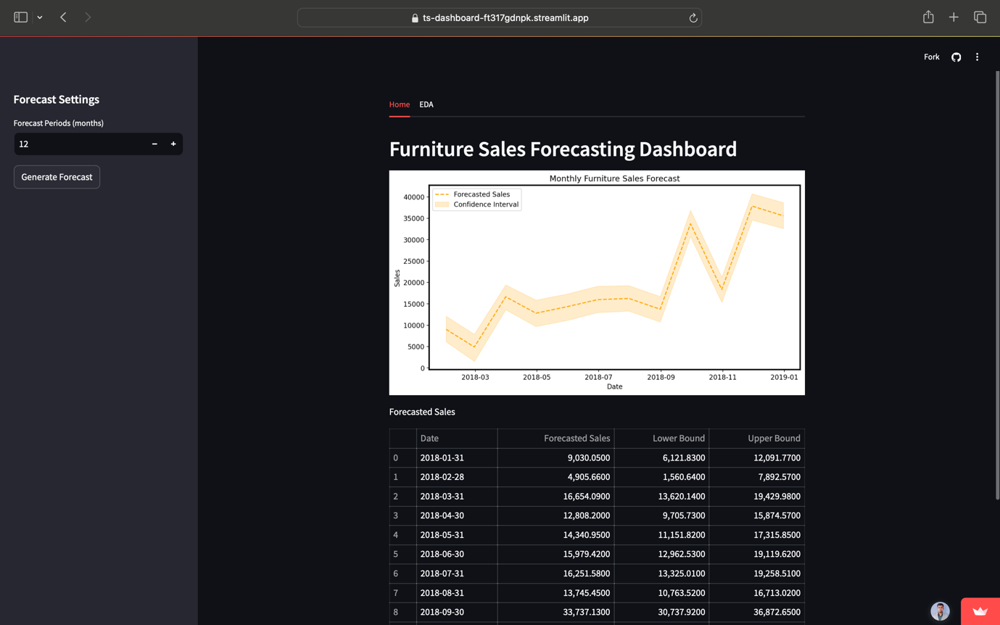 ts-dashboard-ft317gdnpk.streamlit.app
Fork
Forecast Settings
Forecast Periods (months)
12 − +
Generate Forecast
Home EDA
Furniture Sales Forecasting Dashboard
Monthly Furniture Sales Forecast
Forecasted Sales
Confidence Interval
40000
35000
30000
25000
20000
15000
10000
5000
0
Sales
2018-03 2018-05 2018-07 2018-09 2018-11 2019-01
Date
Forecasted Sales
Date Forecasted Sales Lower Bound Upper Bound
0 2018-01-31 9,030.0500 6,121.8300 12,091.7700
1 2018-02-28 4,905.6600 1,560.6400 7,892.5700
2 2018-03-31 16,654.0900 13,620.1400 19,429.9800
3 2018-04-30 12,808.2000 9,705.7300 15,874.5700
4 2018-05-31 14,340.9500 11,151.8200 17,315.8500
5 2018-06-30 15,979.4200 12,962.5300 19,119.6200
6 2018-07-31 16,251.5800 13,325.0100 19,258.5100
7 2018-08-31 13,745.4500 10,763.5200 16,713.0200
8 2018-09-30 33,737.1300 30,737.9200 36,872.6500